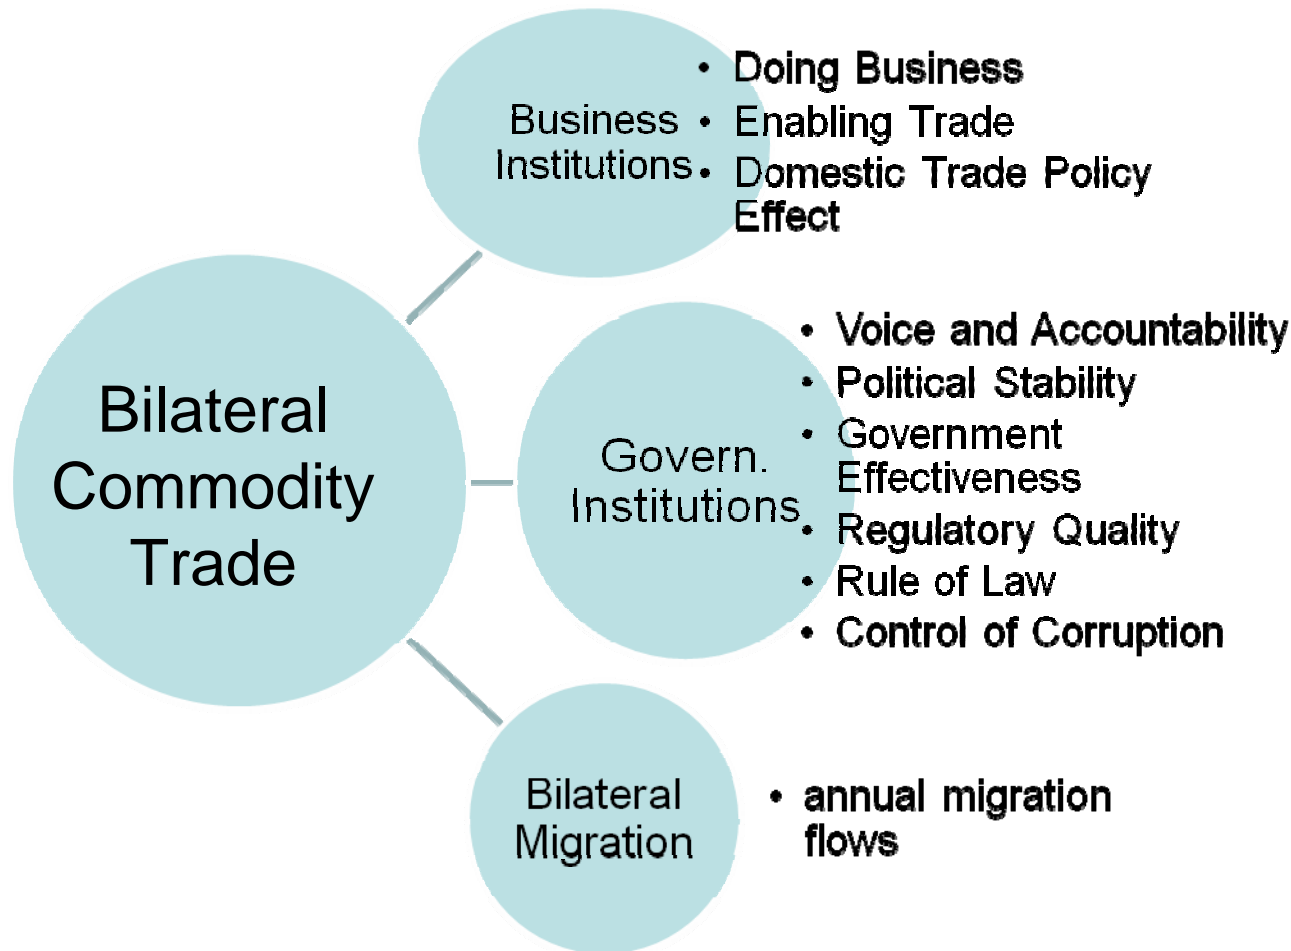 Bilateral
Commodity
Trade
Business
Institutions
• Doing Business
• Enabling Trade
• Domestic Trade Policy
Effect
Govern.
Institutions
• Voice and Accountability
• Political Stability
• Government
Effectiveness
• Regulatory Quality
• Rule of Law
• Control of Corruption
Bilateral
Migration
• annual migration
flows